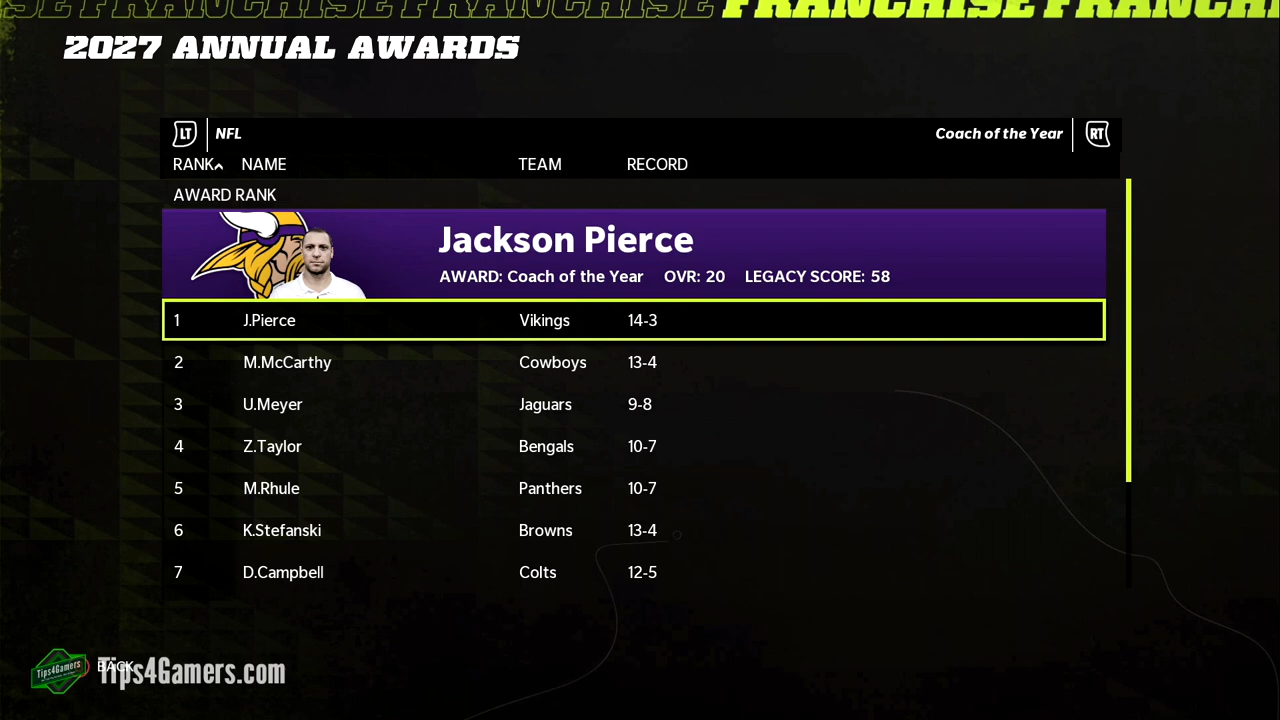 SE FRANCHISE FRANCHISE FRANCHISE FRANCHI
2027 ANNUAL AWARDS
LT NFL Coach of the Year RT
RANK NAME TEAM RECORD
AWARD RANK
Jackson Pierce
AWARD: Coach of the Year OVR: 20 LEGACY SCORE: 58
1 J.Pierce Vikings 14-3
2 M.McCarthy Cowboys 13-4
3 U.Meyer Jaguars 9-8
4 Z.Taylor Bengals 10-7
5 M.Rhule Panthers 10-7
6 K.Stefanski Browns 13-4
7 D.Campbell Colts 12-5
Tips4Gamers BACK
Tips4Gamers.com